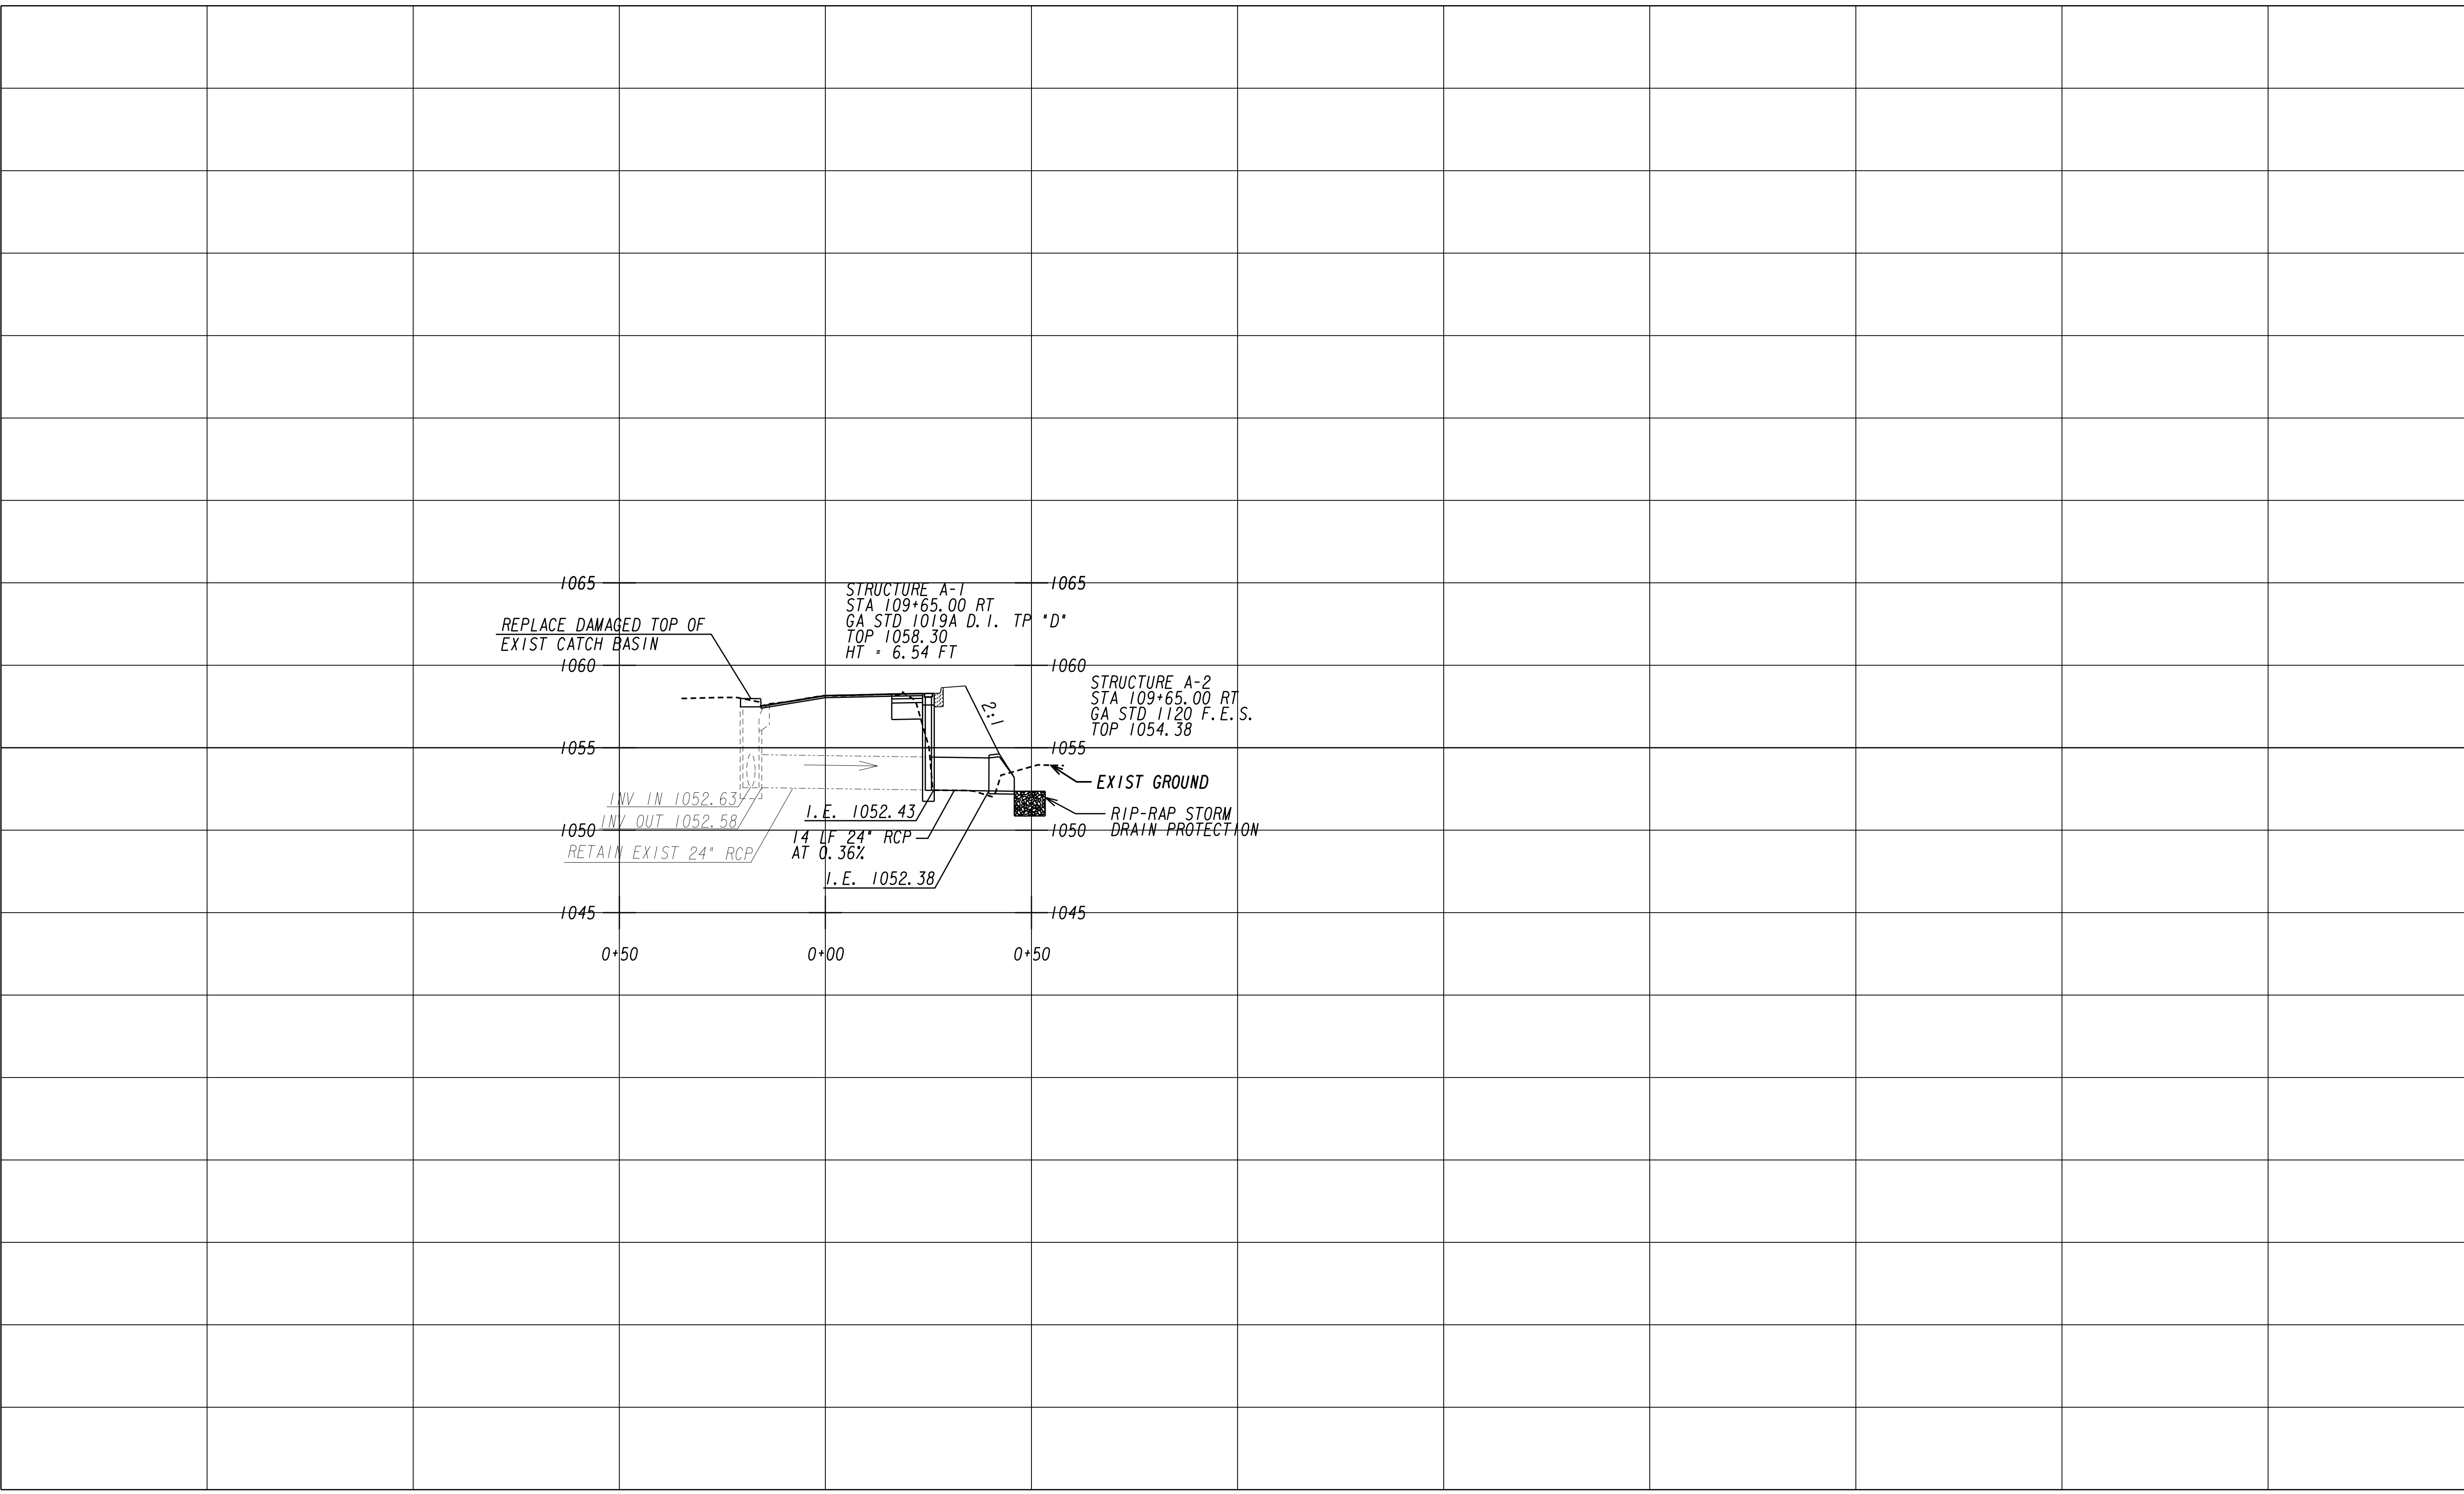 1065
1065
STRUCTURE A-1
STA 109+65.00 RT
GA STD 1019A D.I. TP "D"
TOP 1058.30
HT = 6.54 FT
REPLACE DAMAGED TOP OF
EXIST CATCH BASIN
1060
1060
STRUCTURE A-2
STA 109+65.00 RT
GA STD 1120 F.E.S.
TOP 1054.38
2:1
1055
1055
EXIST GROUND
INV IN 1052.63
INV OUT 1052.58
I.E. 1052.43
RIP-RAP STORM
DRAIN PROTECTION
1050
1050
14 LF 24" RCP
AT 0.36%
RETAIN EXIST 24" RCP
I.E. 1052.38
1045
1045
0+50
0+00
0+50